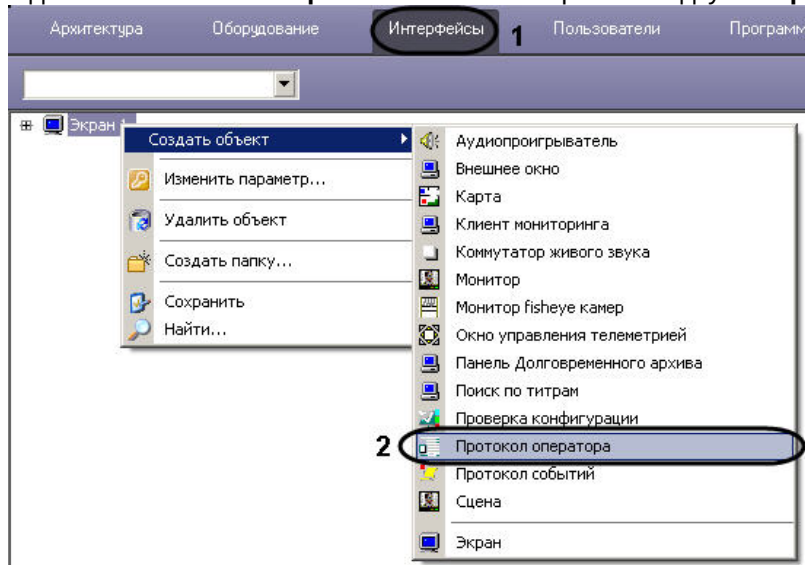 Архитектура Оборудование Интерфейсы 1 Пользователи Программ
Экран 1
Создать объект
Изменить параметр...
Удалить объект
Создать папку...
Сохранить
Найти...
Аудиопроигрыватель
Внешнее окно
Карта
Клиент мониторинга
Коммутатор живого звука
Монитор
Монитор fisheye камер
Окно управления телеметрией
Панель Долговременного архива
Поиск по титрам
Проверка конфигурации
2 Протокол оператора
Протокол событий
Сцена
Экран